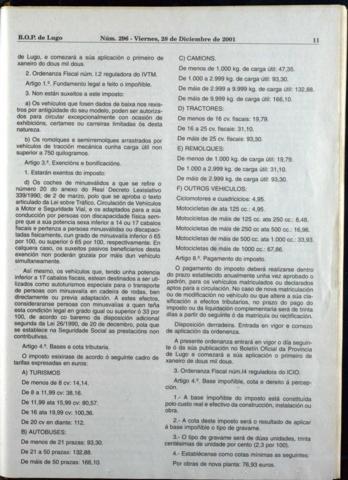 B.O.P. de Lugo
Núm. 296 - Viernes, 28 de Diciembre de 2001
11
de Lugo, e comezará a súa aplicación o primeiro de
xaneiro do dous mil dous.
2. Ordenanza Fiscal núm. I.2 reguladora do IVTM.
Artigo 1.º. Fundamento legal e feito o impoñible.
3. Non están suxeitos a este imposto:
a) Os vehículos que fosen dados de baixa nos rexis-
tros por antigüidade do seu modelo, poden ser autoriza-
dos para circular excepcionalmente con ocasión de
exhibicións, certames ou carreiras limitadas ós desta
natureza.
b) Os remolques e semirremolques arrastrados por
vehículos de tracción mecánica cunha carga útil non
superior a 750 quilogramos.
Artigo 3.º. Exencións e bonificacións.
1. Estarán exentos do imposto:
d) Os coches de minusválidos a que se refire o
número 20 do anexo do Real Decreto Lexislativo
339/1990, de 2 de marzo, polo que se aproba o texto
articulado da Lei sobre Tráfico, Circulación de Vehículos
a Motor e Seguridade Vial, e os adaptados para a súa
conducción por persoas con discapacidade física sem-
pre que a súa potencia sexa inferior a 14 ou 17 cabalos
fiscais e pertenza a persoas minusválidas ou discapaci-
tadas fisicamente, cun grado de minusvalía inferior ó 65
por 100, ou superior ó 65 por 100, respectivamente. En
calquera caso, os suxeitos pasivos beneficiarios desta
exención non poderán gozala por máis dun vehículo
simultaneamente.
Así mesmo, os vehículos que, tendo unha potencia
inferior a 17 cabalos fiscais, estean destinados a ser uti-
lizados como autoturismos especiais para o transporte
de persoas con minusvalía en cadeira de rodas, ben
directamente ou previa adaptación. A estes efectos,
consideraranse persoas con minusvalías a quen teña
esta condición legal en grado igual ou superior ó 33 por
100, de acordo co baremo da disposición adicional
segunda da Lei 26/1990, de 20 de decembro, pola que
se establece na Seguridade Social as prestacións non
contributivas.
Artigo 4.º. Bases e cota tributaria.
O imposto esixirase de acordo ó seguinte cadro de
tarifas expresadas en euros:
A) TURISMOS
De menos de 8 cv: 14,14.
De 8 a 11,99 cv: 38,16.
De 11,99 ata 15,99 cv: 80,57.
De 16 ata 19,99 cv: 100,36.
De 20 cv en diante: 112.
B) AUTOBUSES:
De menos de 21 prazas: 93,30.
De 21 a 50 prazas: 132,88.
De máis de 50 prazas: 166,10.
C) CAMIONS.
De menos de 1.000 kg. de carga útil: 47,35.
De 1.000 a 2.999 kg. de carga útil: 93,30.
De máis de 2.999 a 9.999 kg. de carga útil: 132,88.
De máis de 9.999 kg. de carga útil: 166,10.
D) TRACTORES:
De menos de 16 cv. fiscais: 19,79.
De 16 a 25 cv. fiscais: 31,10.
De máis de 25 cv. fiscais: 93,30.
E) REMOLQUES:
De menos de 1.000 kg. de carga útil: 19,79.
De 1.000 a 2.999 kg. de carga útil: 31,10.
De máis de 2.999 kg. de carga útil: 93,30.
F) OUTROS VEHICULOS:
Ciclomotores e cuadriciclos: 4,95.
Motocicletas de ata 125 cc.: 4,95.
Motocicletas de máis de 125 cc. ata 250 cc.: 8,48.
Motocicletas de máis de 250 cc ata 500 cc.: 16,96.
Motocicletas de máis de 500 cc. ata 1.000 cc.: 33,93.
Motocicletas de máis de 1000 cc.: 67,86.
Artigo 8.º. Pagamento do imposto.
O pagamento do imposto deberá realizarse dentro
do prazo establecido anualmente unha vez aprobado o
padrón, para os vehículos matriculados ou declarados
aptos para a circulación. No caso de nova matriculación
ou de modificación no vehículo ou que altere a súa cla-
sificación a efectos tributarios, no prazo do pago do
imposto ou da liquidación complementaria será de trinta
días a partir do seguinte ó da matrícula ou rectificación.
Disposición derradeira. Entrada en vigor e comezo
de aplicación da ordenanza.
A presente ordenanza entrará en vigor o día seguin-
te ó da súa publicación no Boletín Oficial da Provincia
de Lugo e comezará a súa aplicación o primeiro de
xaneiro de dous mil dous.
3. Ordenanza Fiscal núm.I4 reguladora do ICIO.
Artigo 4.º. Base impoñible, cota e dereito á percep-
ción.
1.- A base impoñible do imposto está constituída
polo custo real e efectivo da construcción, instalación ou
obra.
2.- A cota deste imposto será o resultado de aplicar
á base impoñible o tipo de gravame.
3.- O tipo de gravame será de dúas unidades, trinta
centésimas de unidade por cento (2,3 por 100).
4.- Establécense como cotas mínimas as seguintes:
Por obras de nova planta: 76,93 euros.